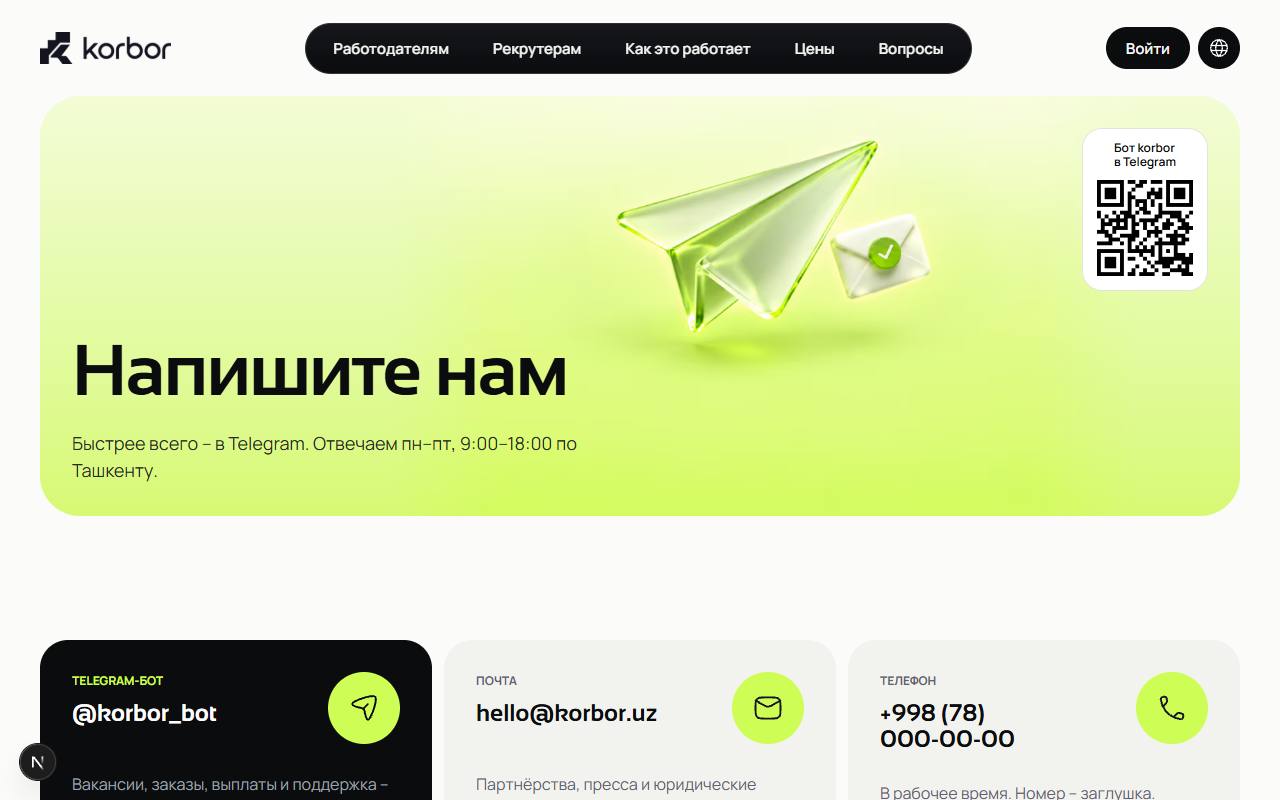 korbor
Работодателям Рекрутерам Как это работает Цены Вопросы
Войти
Бот korbor
в Telegram
Напишите нам
Быстрее всего – в Telegram. Отвечаем пн–пт, 9:00–18:00 по
Ташкенту.
TELEGRAM-БОТ
@korbor_bot
Вакансии, заказы, выплаты и поддержка –
ПОЧТА
hello@korbor.uz
Партнёрства, пресса и юридические
ТЕЛЕФОН
+998 (78)
000-00-00
В рабочее время. Номер – заглушка.
N